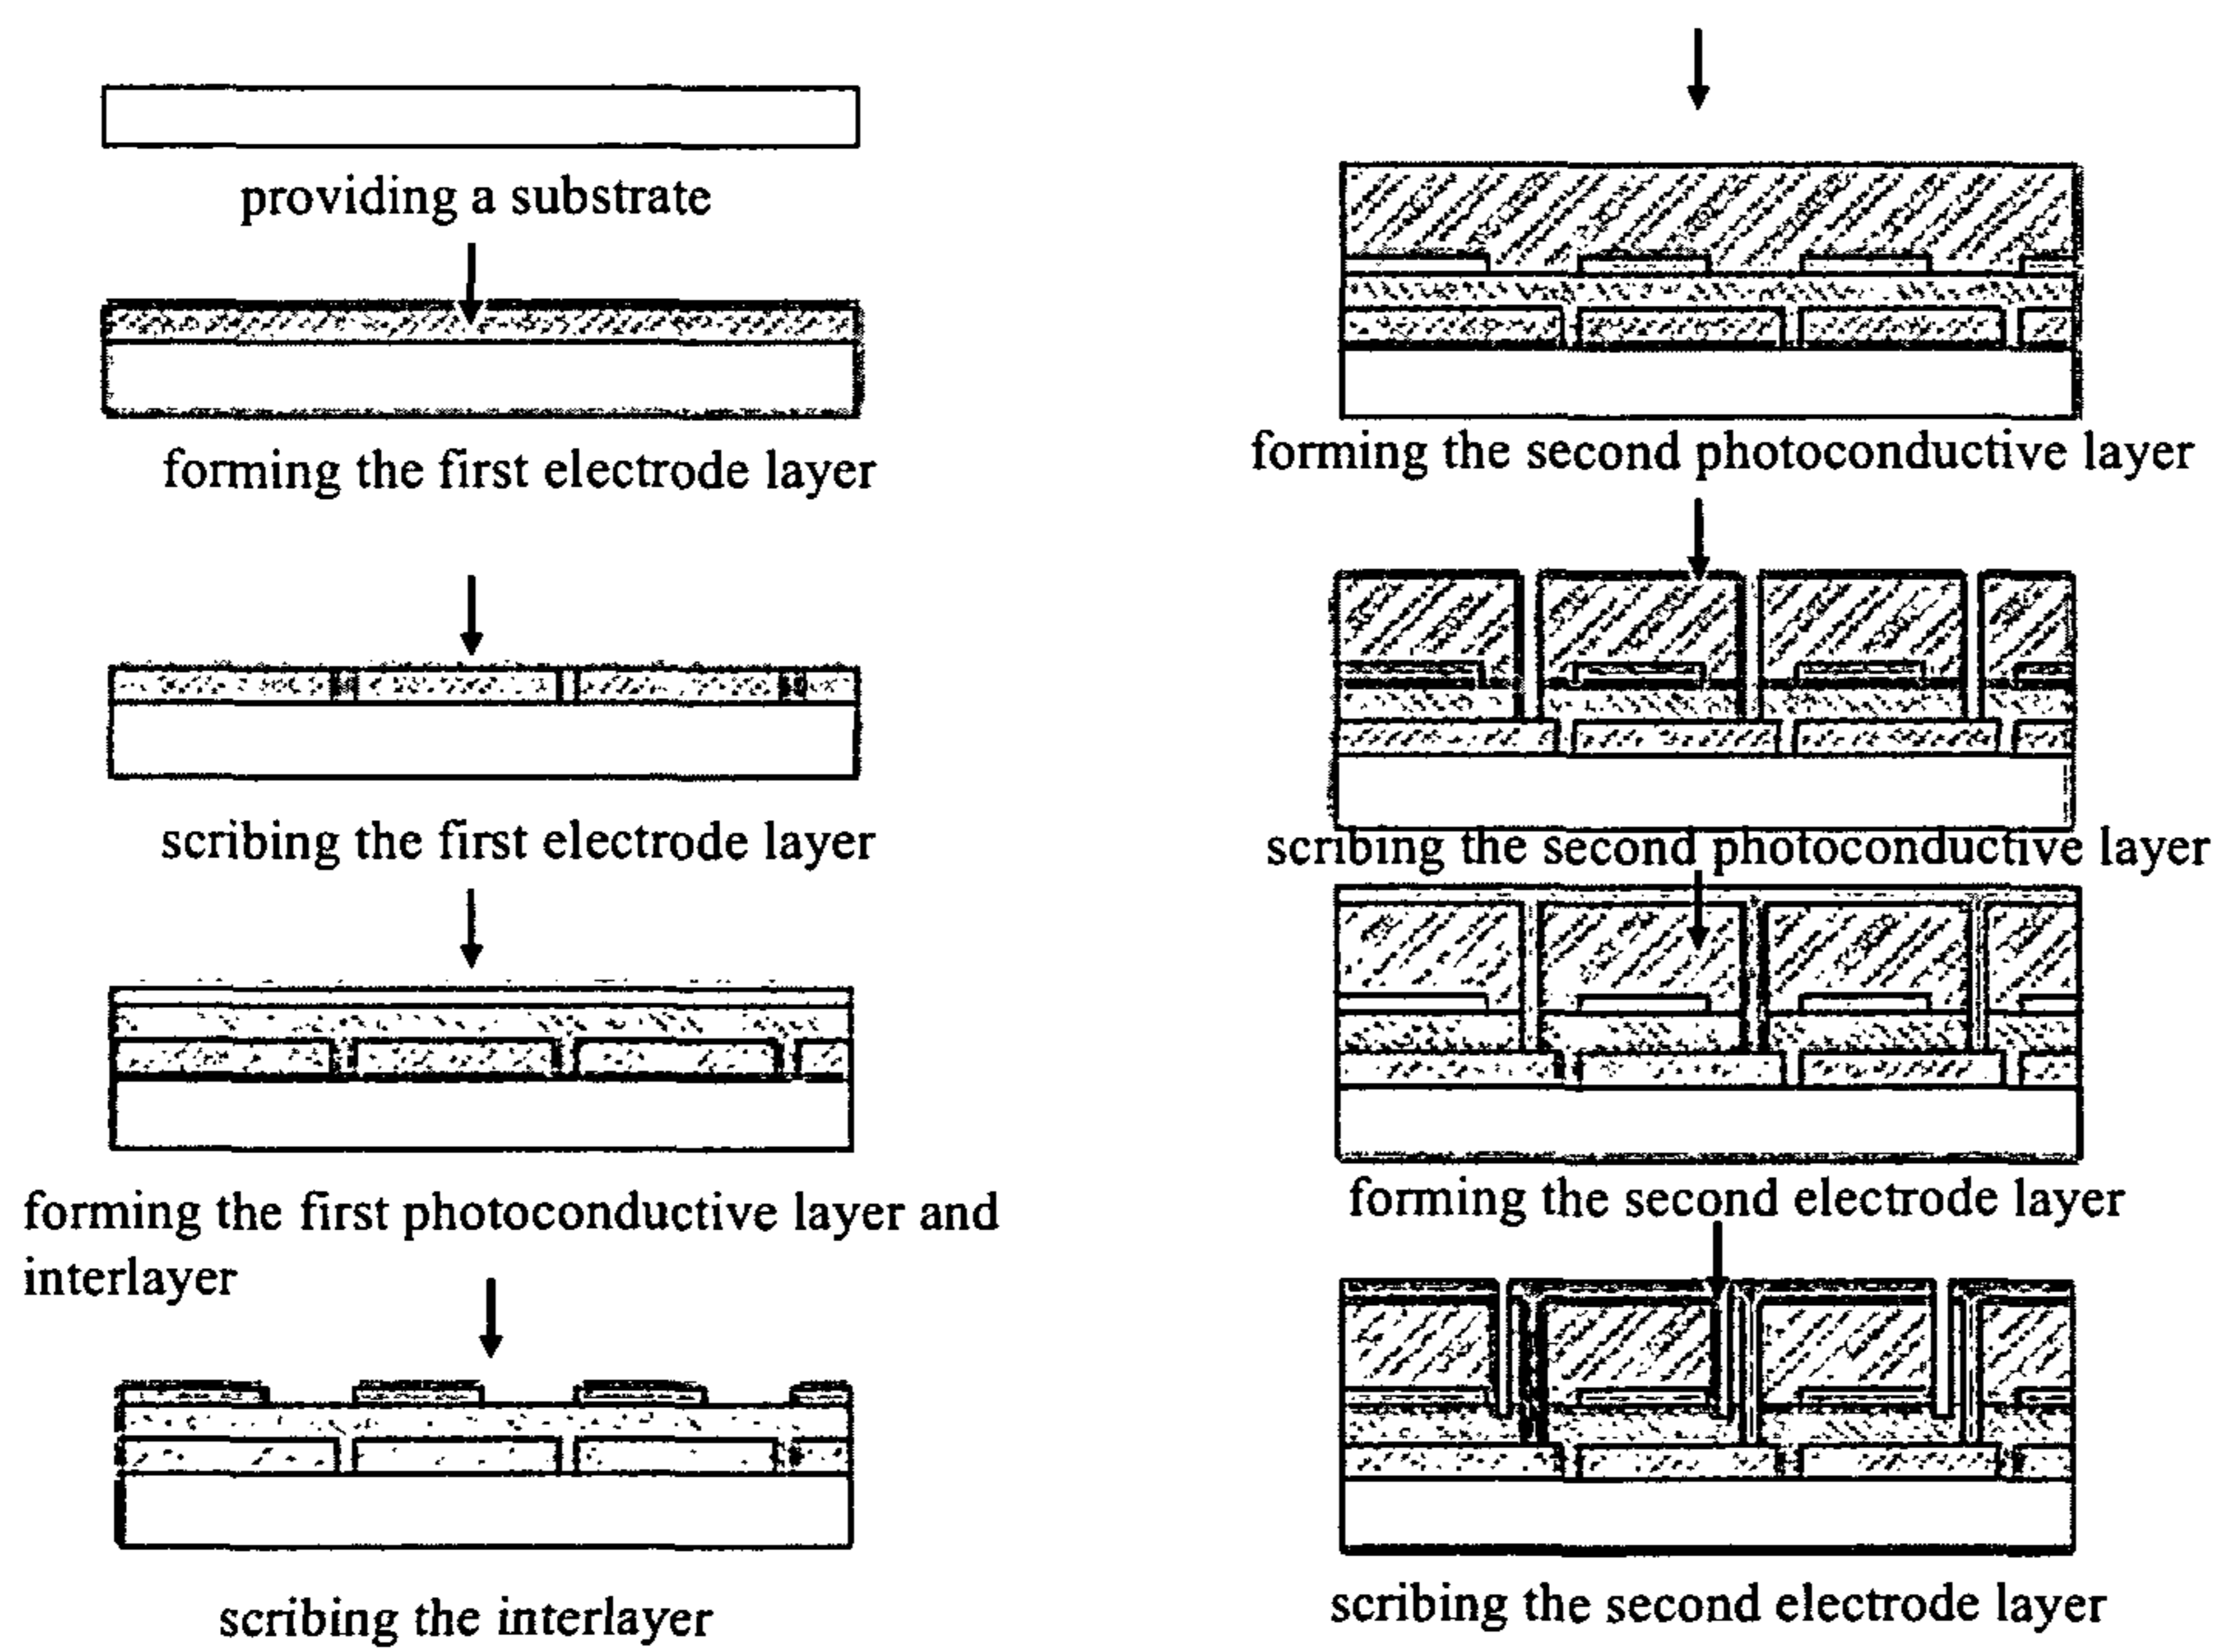 providing a substrate
forming the first electrode layer
scribing the first electrode layer
forming the first photoconductive layer and
interlayer
scribing the interlayer
forming the second photoconductive layer
scribing the second photoconductive layer
forming the second electrode layer
scribing the second electrode layer